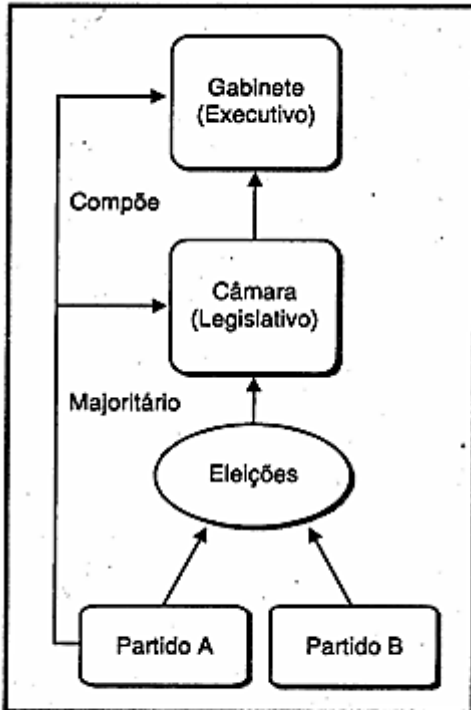 Gabinete
(Executivo)
Compõe
Câmara
(Legislativo)
Majoritário
Eleições
Partido A
Partido B